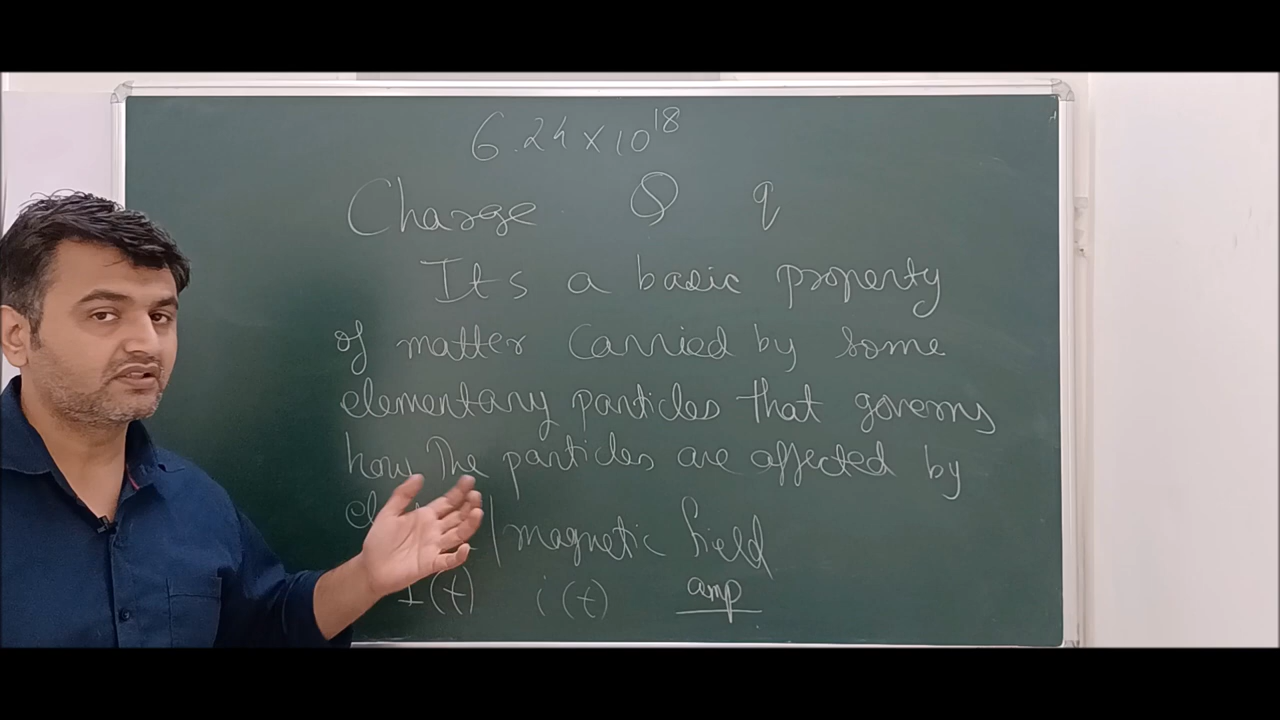 6.24 x 10^18
Charge Q q
Its a basic property
of matter carried by some
elementary particles that governs
how the particles are affected by
/magnetic field
I(t) i(t) amp